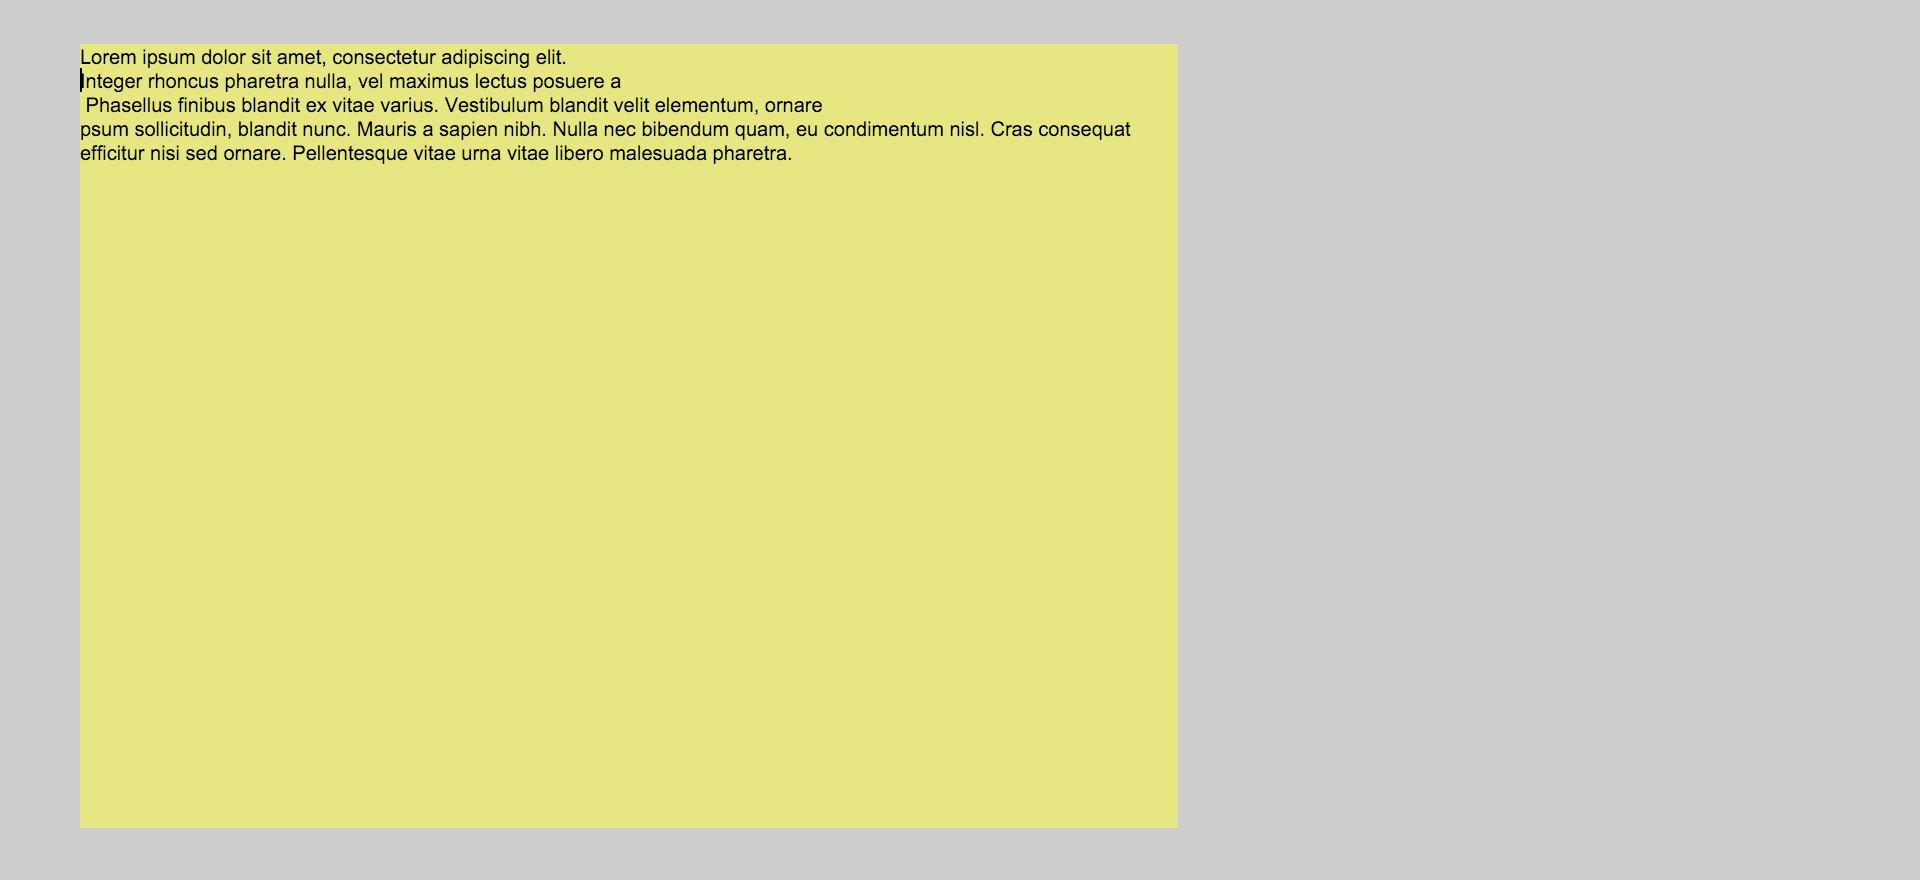 Lorem ipsum dolor sit amet, consectetur adipiscing elit.
Integer rhoncus pharetra nulla, vel maximus lectus posuere a
 Phasellus finibus blandit ex vitae varius. Vestibulum blandit velit elementum, ornare
psum sollicitudin, blandit nunc. Mauris a sapien nibh. Nulla nec bibendum quam, eu condimentum nisl. Cras consequat
efficitur nisi sed ornare. Pellentesque vitae urna vitae libero malesuada pharetra.